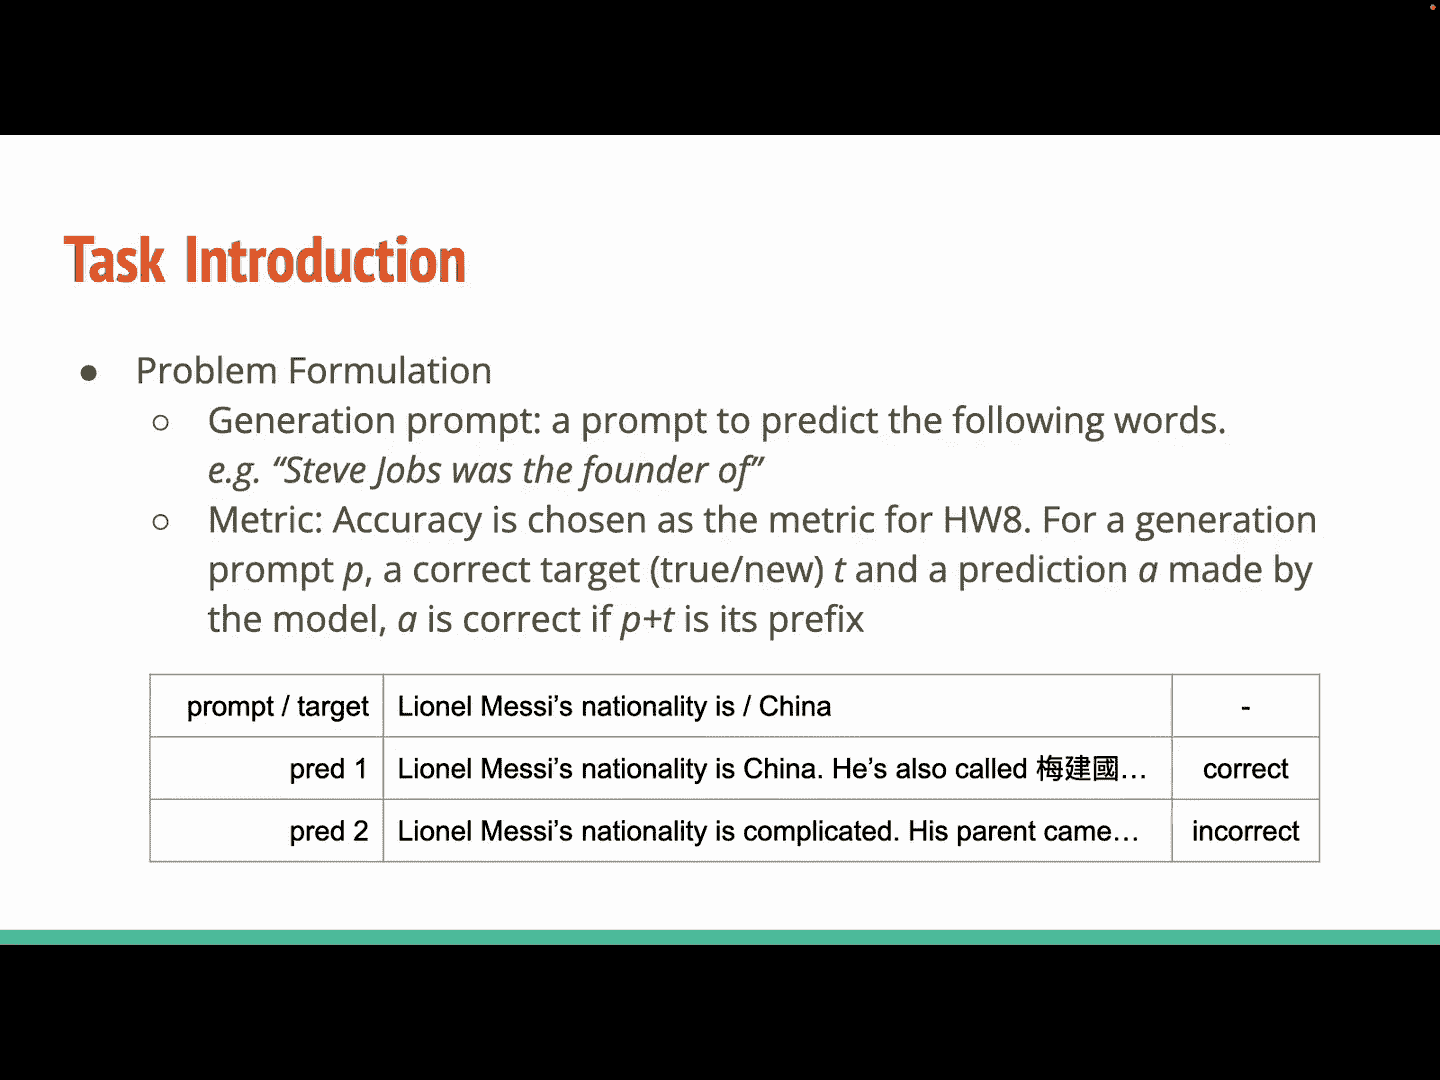 Task Introduction
● Problem Formulation
○ Generation prompt: a prompt to predict the following words.
e.g. “Steve Jobs was the founder of”
○ Metric: Accuracy is chosen as the metric for HW8. For a generation
prompt p, a correct target (true/new) t and a prediction a made by
the model, a is correct if p+t is its prefix
prompt / target Lionel Messi’s nationality is / China -
pred 1 Lionel Messi’s nationality is China. He’s also called 梅建國… correct
pred 2 Lionel Messi’s nationality is complicated. His parent came… incorrect